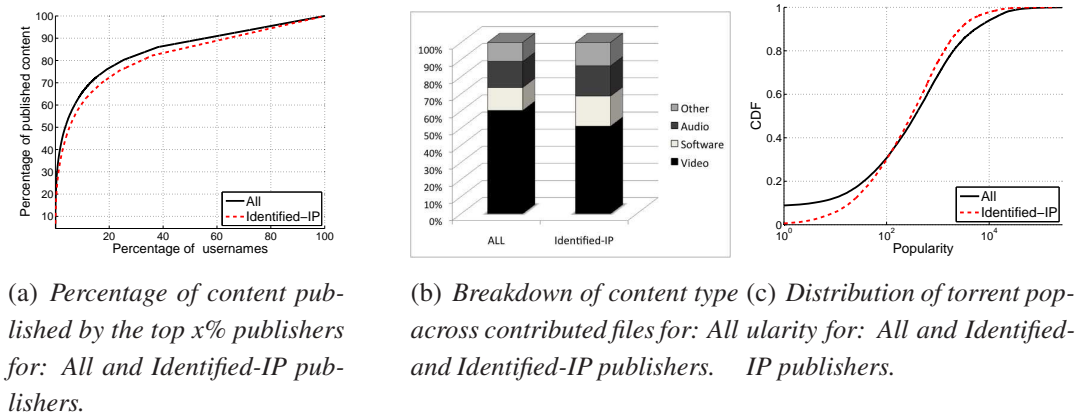 100
90
80
70
60
50
40
30
20
10
20
40
60
80
100
Percentage of published content
Percentage of usernames
All
Identified-IP
100%
90%
80%
70%
60%
50%
40%
30%
20%
10%
0%
ALL
Identified-IP
Other
Audio
Software
Video
1
0.8
0.6
0.4
0.2
0
10^0
10^2
10^4
CDF
Popularity
All
Identified-IP
(a) Percentage of content pub-
lished by the top x% publishers
for: All and Identified-IP pub-
lishers.
(b) Breakdown of content type
across contributed files for: All
and Identified-IP publishers.
(c) Distribution of torrent pop-
ularity for: All and Identified-
IP publishers.